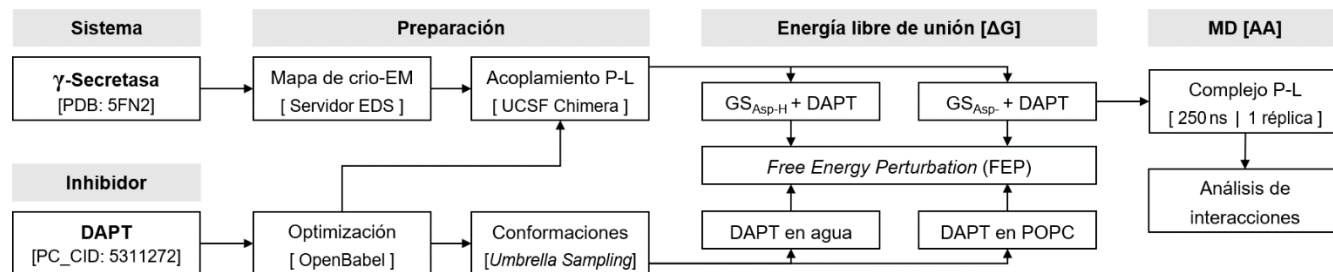 Sistema
Preparación
Energía libre de unión [ΔG]
MD [AA]
γ-Secretasa
[PDB: 5FN2]
Mapa de crio-EM
[ Servidor EDS ]
Acoplamiento P-L
[ UCSF Chimera ]
GSAsp-H + DAPT
GSAsp- + DAPT
Complejo P-L
[ 250 ns | 1 réplica ]
Free Energy Perturbation (FEP)
Inhibidor
DAPT
[PC_CID: 5311272]
Optimización
[ OpenBabel ]
Conformaciones
[Umbrella Sampling]
DAPT en agua
DAPT en POPC
Análisis de
interacciones